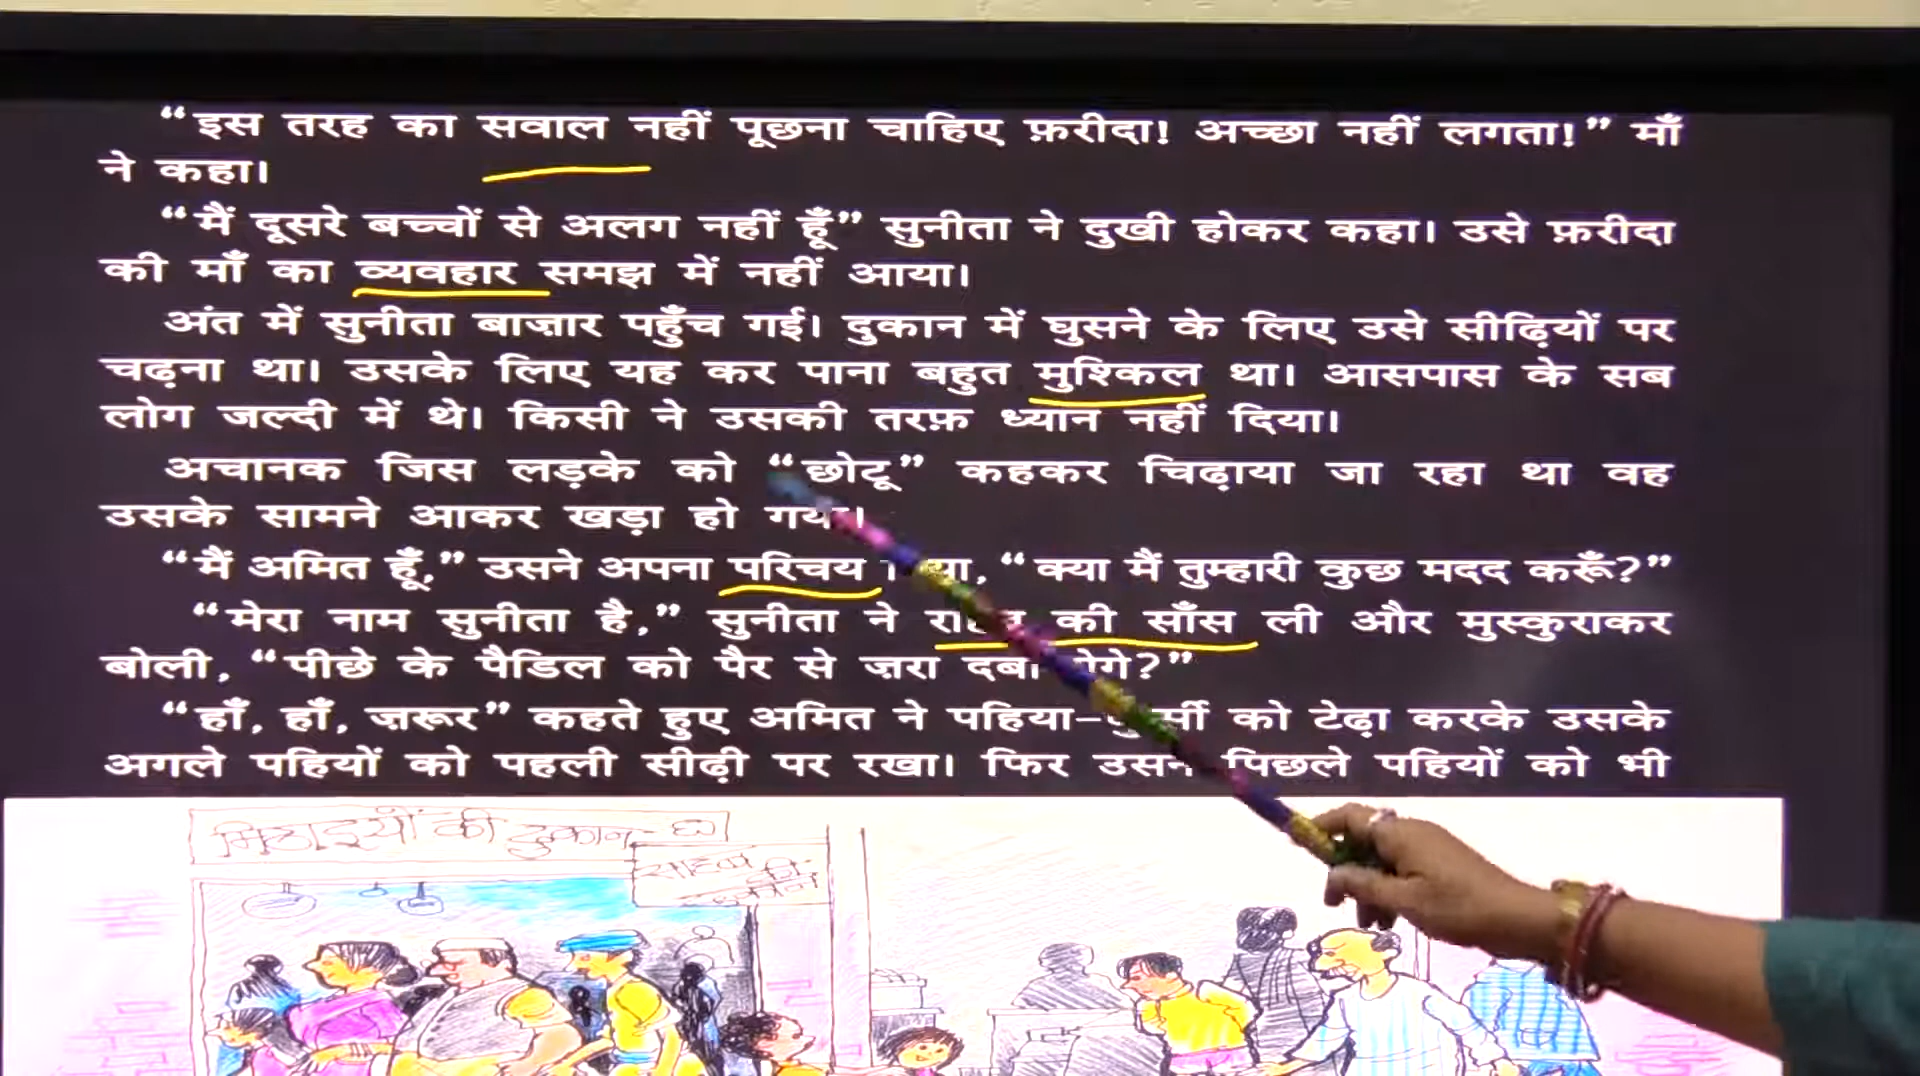 “इस तरह का सवाल नहीं पूछना चाहिए फ़रीदा! अच्छा नहीं लगता!” माँ
ने कहा।
“मैं दूसरे बच्चों से अलग नहीं हूँ” सुनीता ने दुखी होकर कहा। उसे फ़रीदा
की माँ का व्यवहार समझ में नहीं आया।
अंत में सुनीता बाज़ार पहुँच गई। दुकान में घुसने के लिए उसे सीढ़ियों पर
चढ़ना था। उसके लिए यह कर पाना बहुत मुश्किल था। आसपास के सब
लोग जल्दी में थे। किसी ने उसकी तरफ़ ध्यान नहीं दिया।
अचानक जिस लड़के को “छोटू” कहकर चिढ़ाया जा रहा था वह
उसके सामने आकर खड़ा हो गया।
“मैं अमित हूँ,” उसने अपना परिचय “क्या मैं तुम्हारी कुछ मदद करूँ?”
“मेरा नाम सुनीता है,” सुनीता ने राहत की साँस ली और मुस्कुराकर
बोली, “पीछे के पैडिल को पैर से ज़रा
“हाँ, हाँ, ज़रूर” कहते हुए अमित ने पहिया–कुर्सी को टेढ़ा करके उसके
अगले पहियों को पहली सीढ़ी पर रखा। फिर उसने पिछले पहियों को भी
मिठाइयों की दुकान